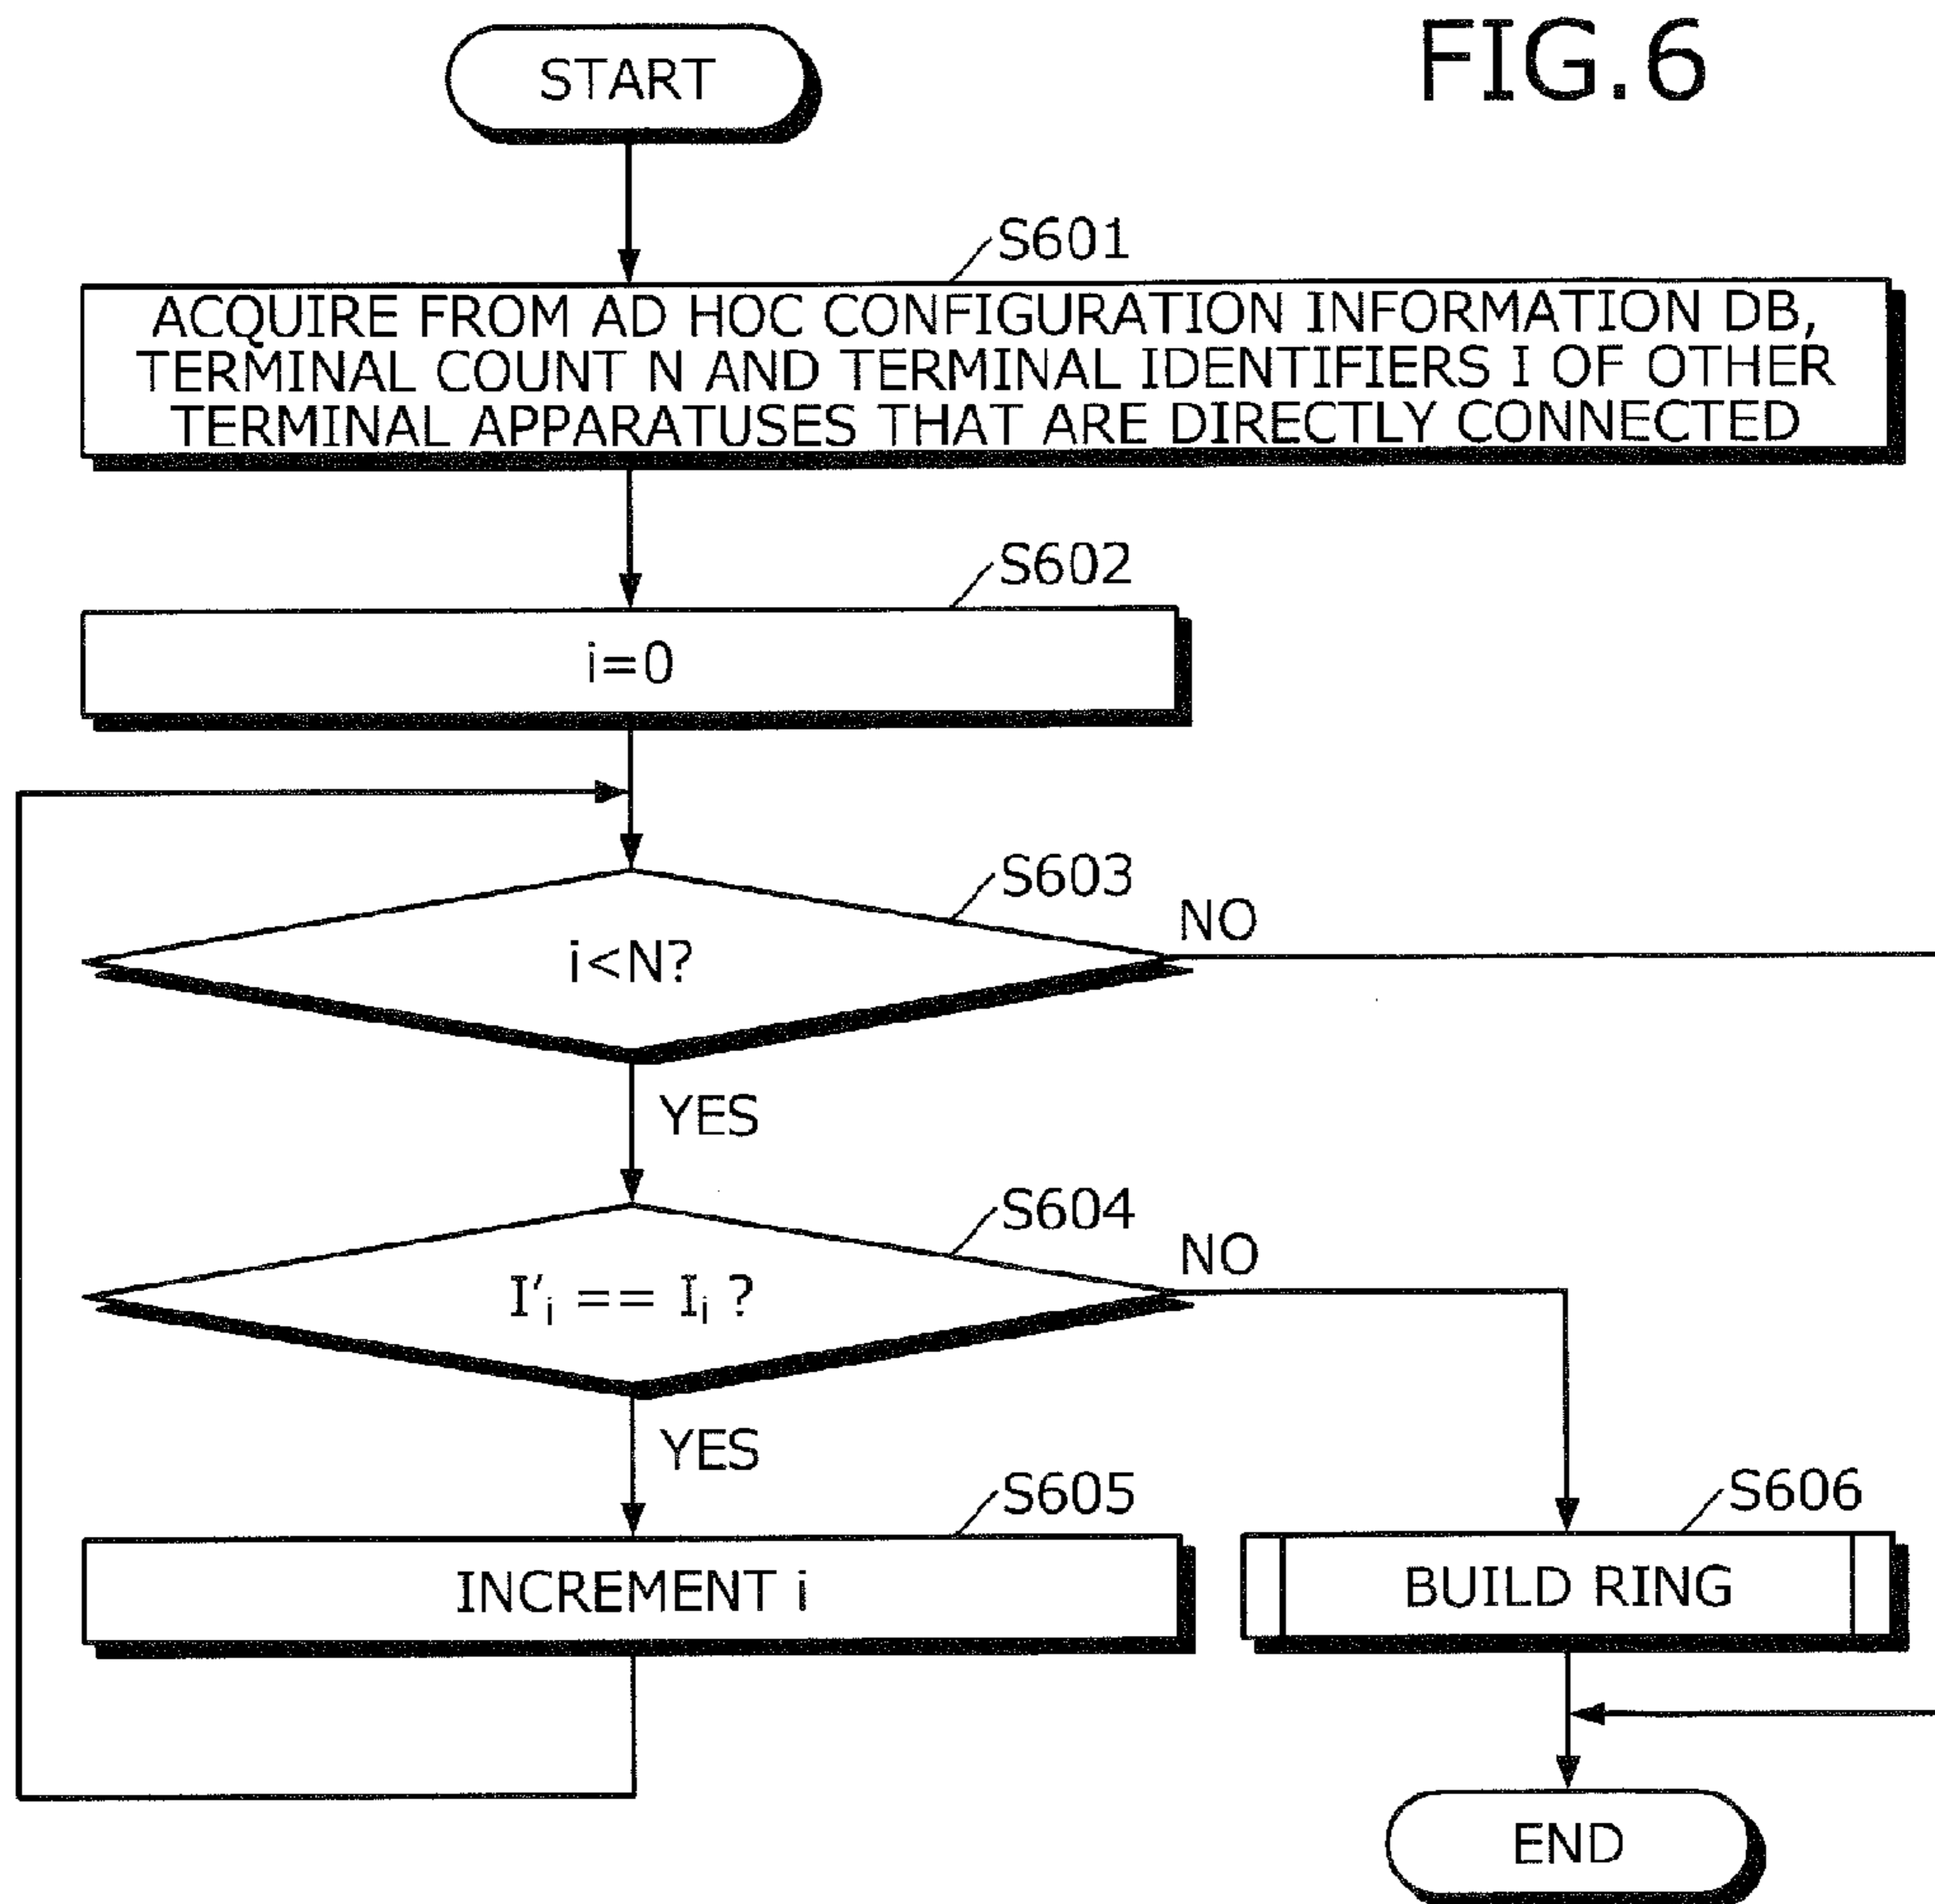 FIG.6
START
S601
ACQUIRE FROM AD HOC CONFIGURATION INFORMATION DB,
TERMINAL COUNT N AND TERMINAL IDENTIFIERS I OF OTHER
TERMINAL APPARATUSES THAT ARE DIRECTLY CONNECTED
S602
i=0
S603
i<N?
NO
YES
S604
I'i == Ii ?
NO
YES
S605
INCREMENT i
S606
BUILD RING
END